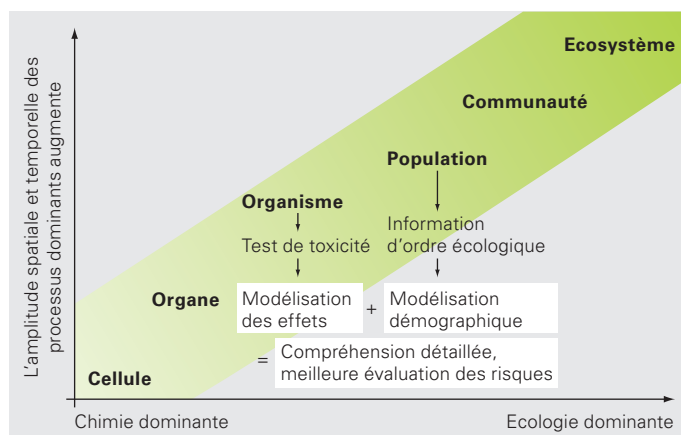 L'amplitude spatiale et temporelle des
processus dominants augmente
Ecosystème
Communauté
Population
Organisme
Information
d'ordre écologique
Test de toxicité
Organe
Modélisation
des effets
+
Modélisation
démographique
=
Compréhension détaillée,
meilleure évaluation des risques
Cellule
Chimie dominante
Ecologie dominante